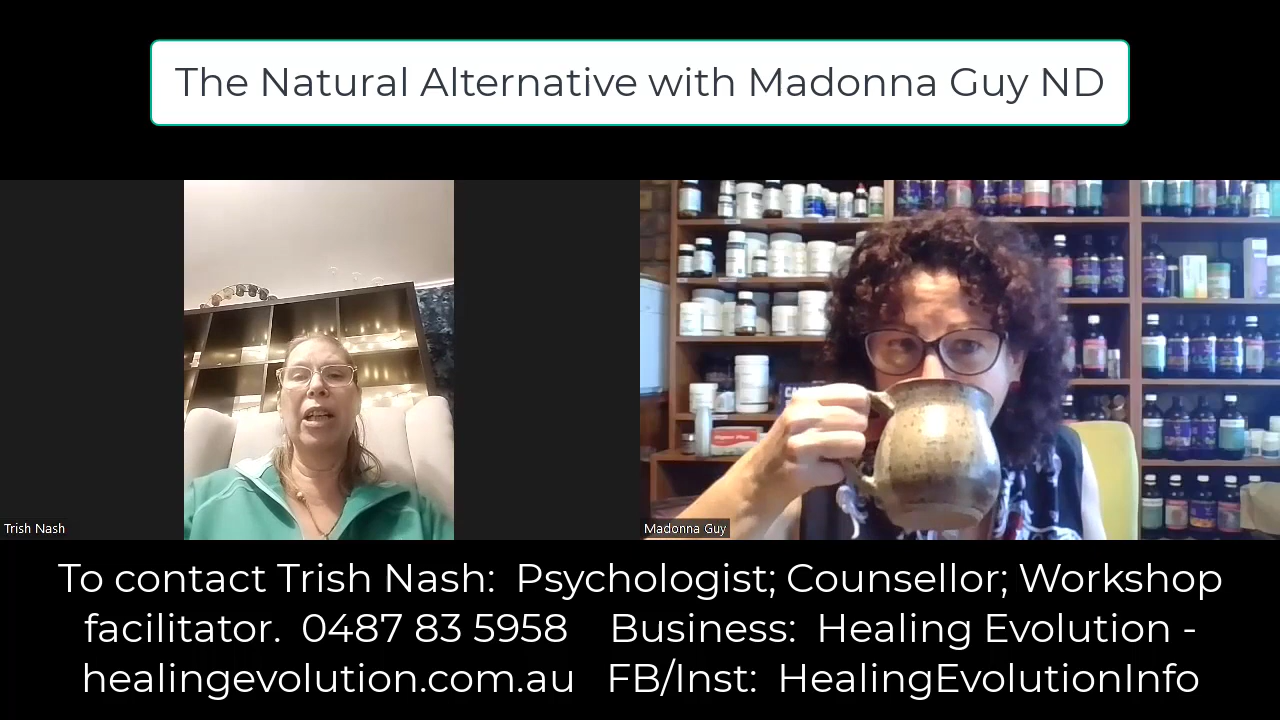 The Natural Alternative with Madonna Guy ND
Trish Nash
Madonna Guy
To contact Trish Nash: Psychologist; Counsellor; Workshop
facilitator. 0487 83 5958 Business: Healing Evolution -
healingevolution.com.au FB/Inst: HealingEvolutionInfo